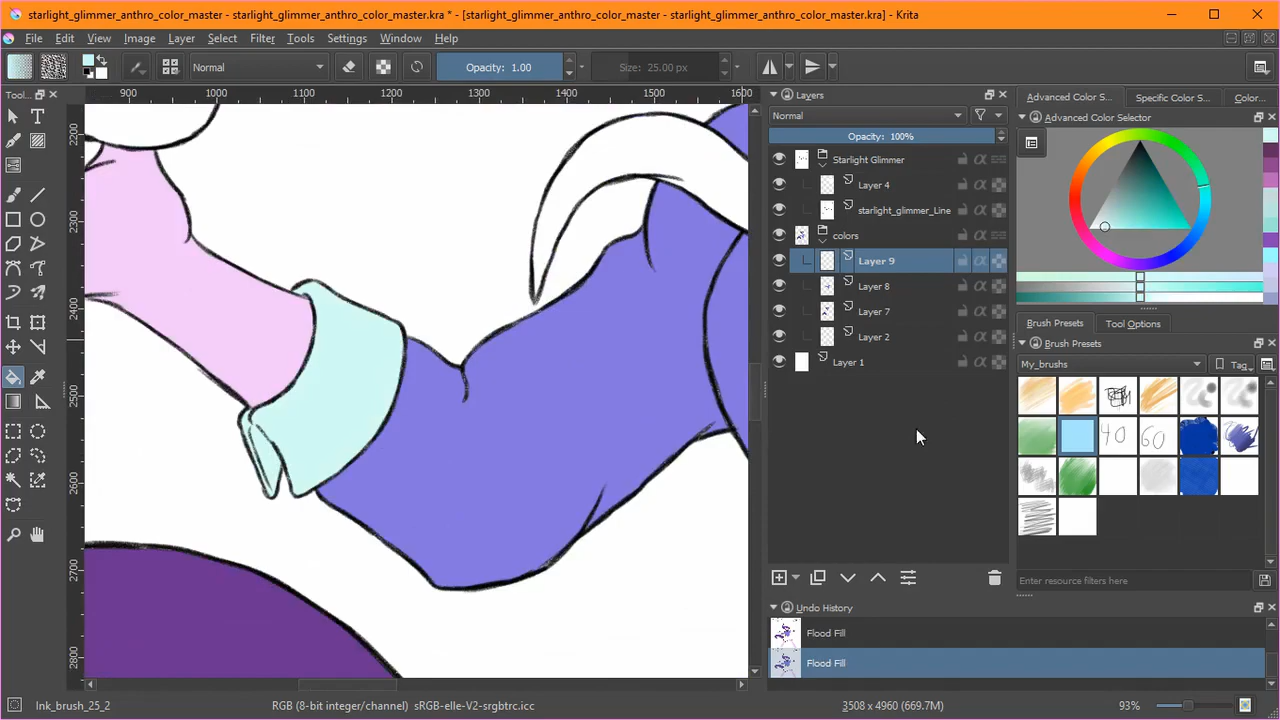 starlight_glimmer_anthro_color_master - starlight_glimmer_anthro_color_master.kra * - [starlight_glimmer_anthro_color_master - starlight_glimmer_anthro_color_master.kra] - Krita
File Edit View Image Layer Select Filter Tools Settings Window Help
Normal Opacity: 1.00 Size: 25.00 px
Tool... Layers Advanced Color S... Specific Color S... Color...
900 1000 1100 1200 1300 1400 1500 1600
Normal Advanced Color Selector
Opacity: 100%
Starlight Glimmer
Layer 4
starlight_glimmer_Line
colors
Layer 9
Layer 8
Layer 7
Layer 2
Layer 1
2200
2300
2400
2500
2600
2700
2800
Brush Presets Tool Options
Brush Presets
My_brushes Tag
40 60
Enter resource filters here
Undo History
Flood Fill
Flood Fill
Ink_brush_25_2 RGB (8-bit integer/channel) sRGB-elle-V2-srgbtrc.icc 3508 x 4960 (669.7M) 93%